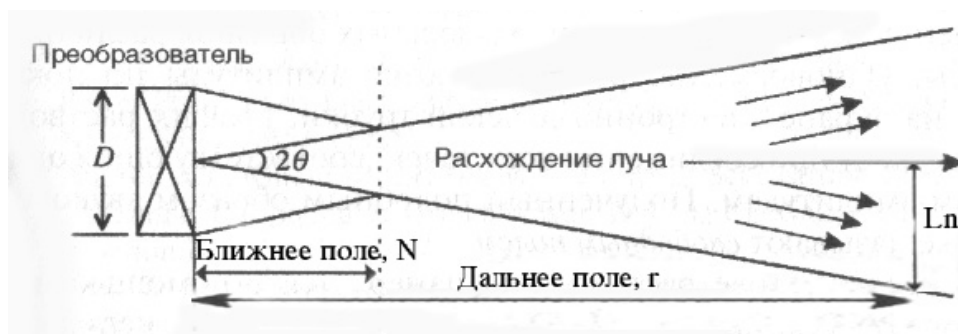 Преобразователь
D
2θ
Расхождение луча
Ln
Ближнее поле, N
Дальнее поле, r